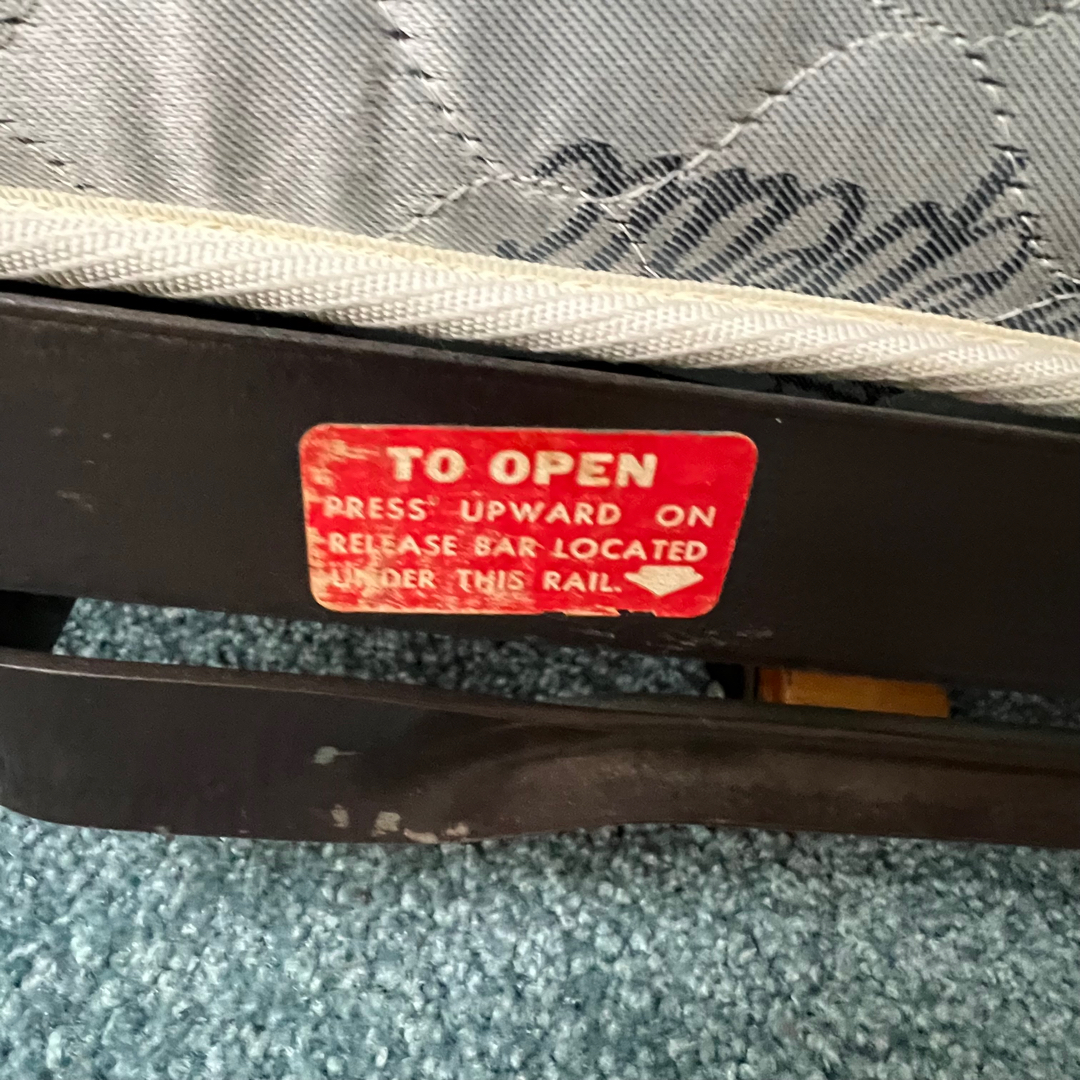 TO OPEN
PRESS UPWARD ON
RELEASE BAR LOCATED
UNDER THIS RAIL.